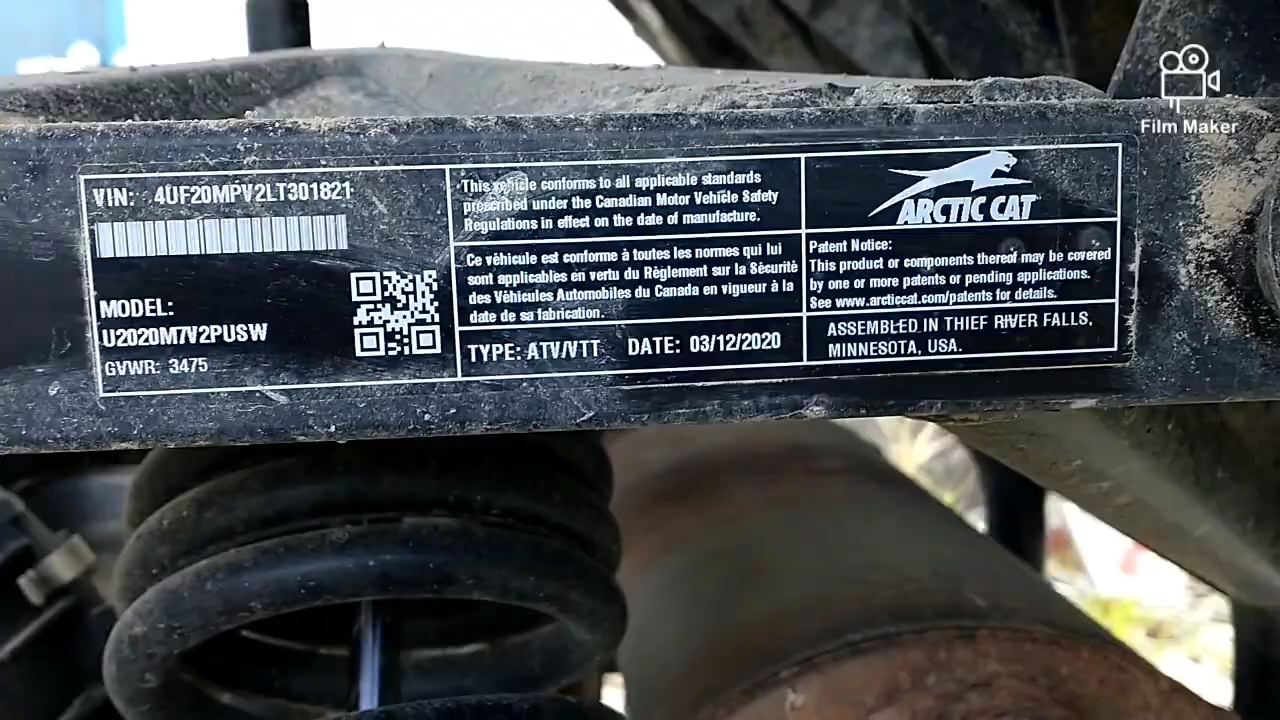 VIN: 4UF20MPV2LT301821
MODEL:
U2020M7V2PUSW
GVWR: 3475
This vehicle conforms to all applicable standards
prescribed under the Canadian Motor Vehicle Safety
Regulations in effect on the date of manufacture.
Ce véhicule est conforme à toutes les normes qui lui
sont applicables en vertu du Règlement sur la Sécurité
des Véhicules Automobiles du Canada en vigueur à la
date de sa fabrication.
TYPE: ATV/VTT DATE: 03/12/2020
ARCTIC CAT
Patent Notice:
This product or components thereof may be covered
by one or more patents or pending applications.
See www.arcticcat.com/patents for details.
ASSEMBLED IN THIEF RIVER FALLS,
MINNESOTA, USA.
Film Maker